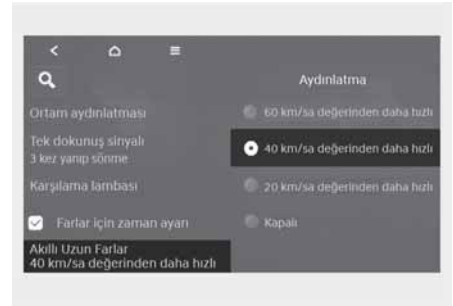 Aydınlatma
Ortam aydınlatması
Tek dokunuş sinyali
3 kez yanıp sönme
Karşılama lambası
Farlar için zaman ayarı
Akıllı Uzun Farlar
40 km/sa değerinden daha hızlı
60 km/sa değerinden daha hızlı
40 km/sa değerinden daha hızlı
20 km/sa değerinden daha hızlı
Kapalı